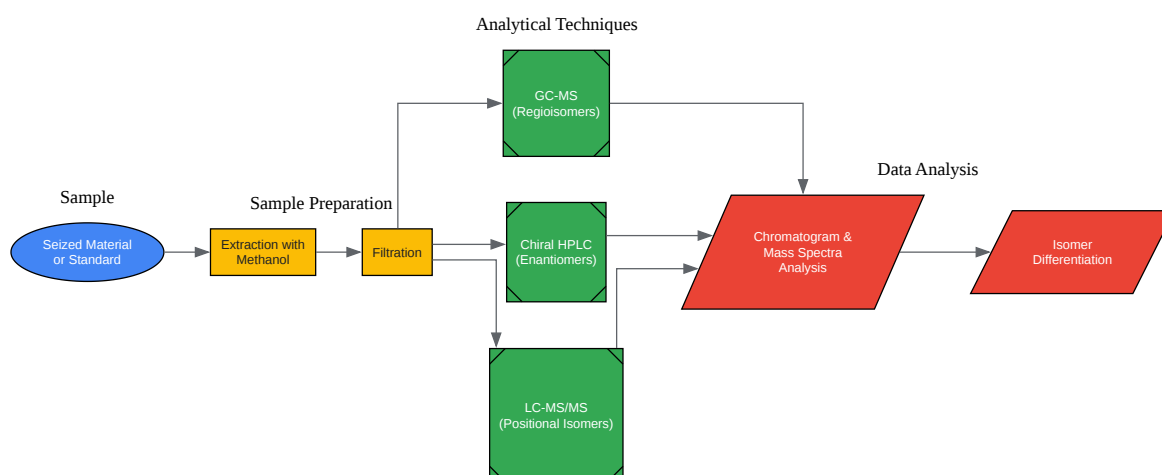 Analytical Techniques
GC-MS
(Regioisomers)
Data Analysis
Sample
Sample Preparation
Seized Material
or Standard
Extraction with
Methanol
Filtration
Chiral HPLC
(Enantiomers)
Chromatogram &
Mass Spectra
Analysis
Isomer
Differentiation
LC-MS/MS
(Positional Isomers)